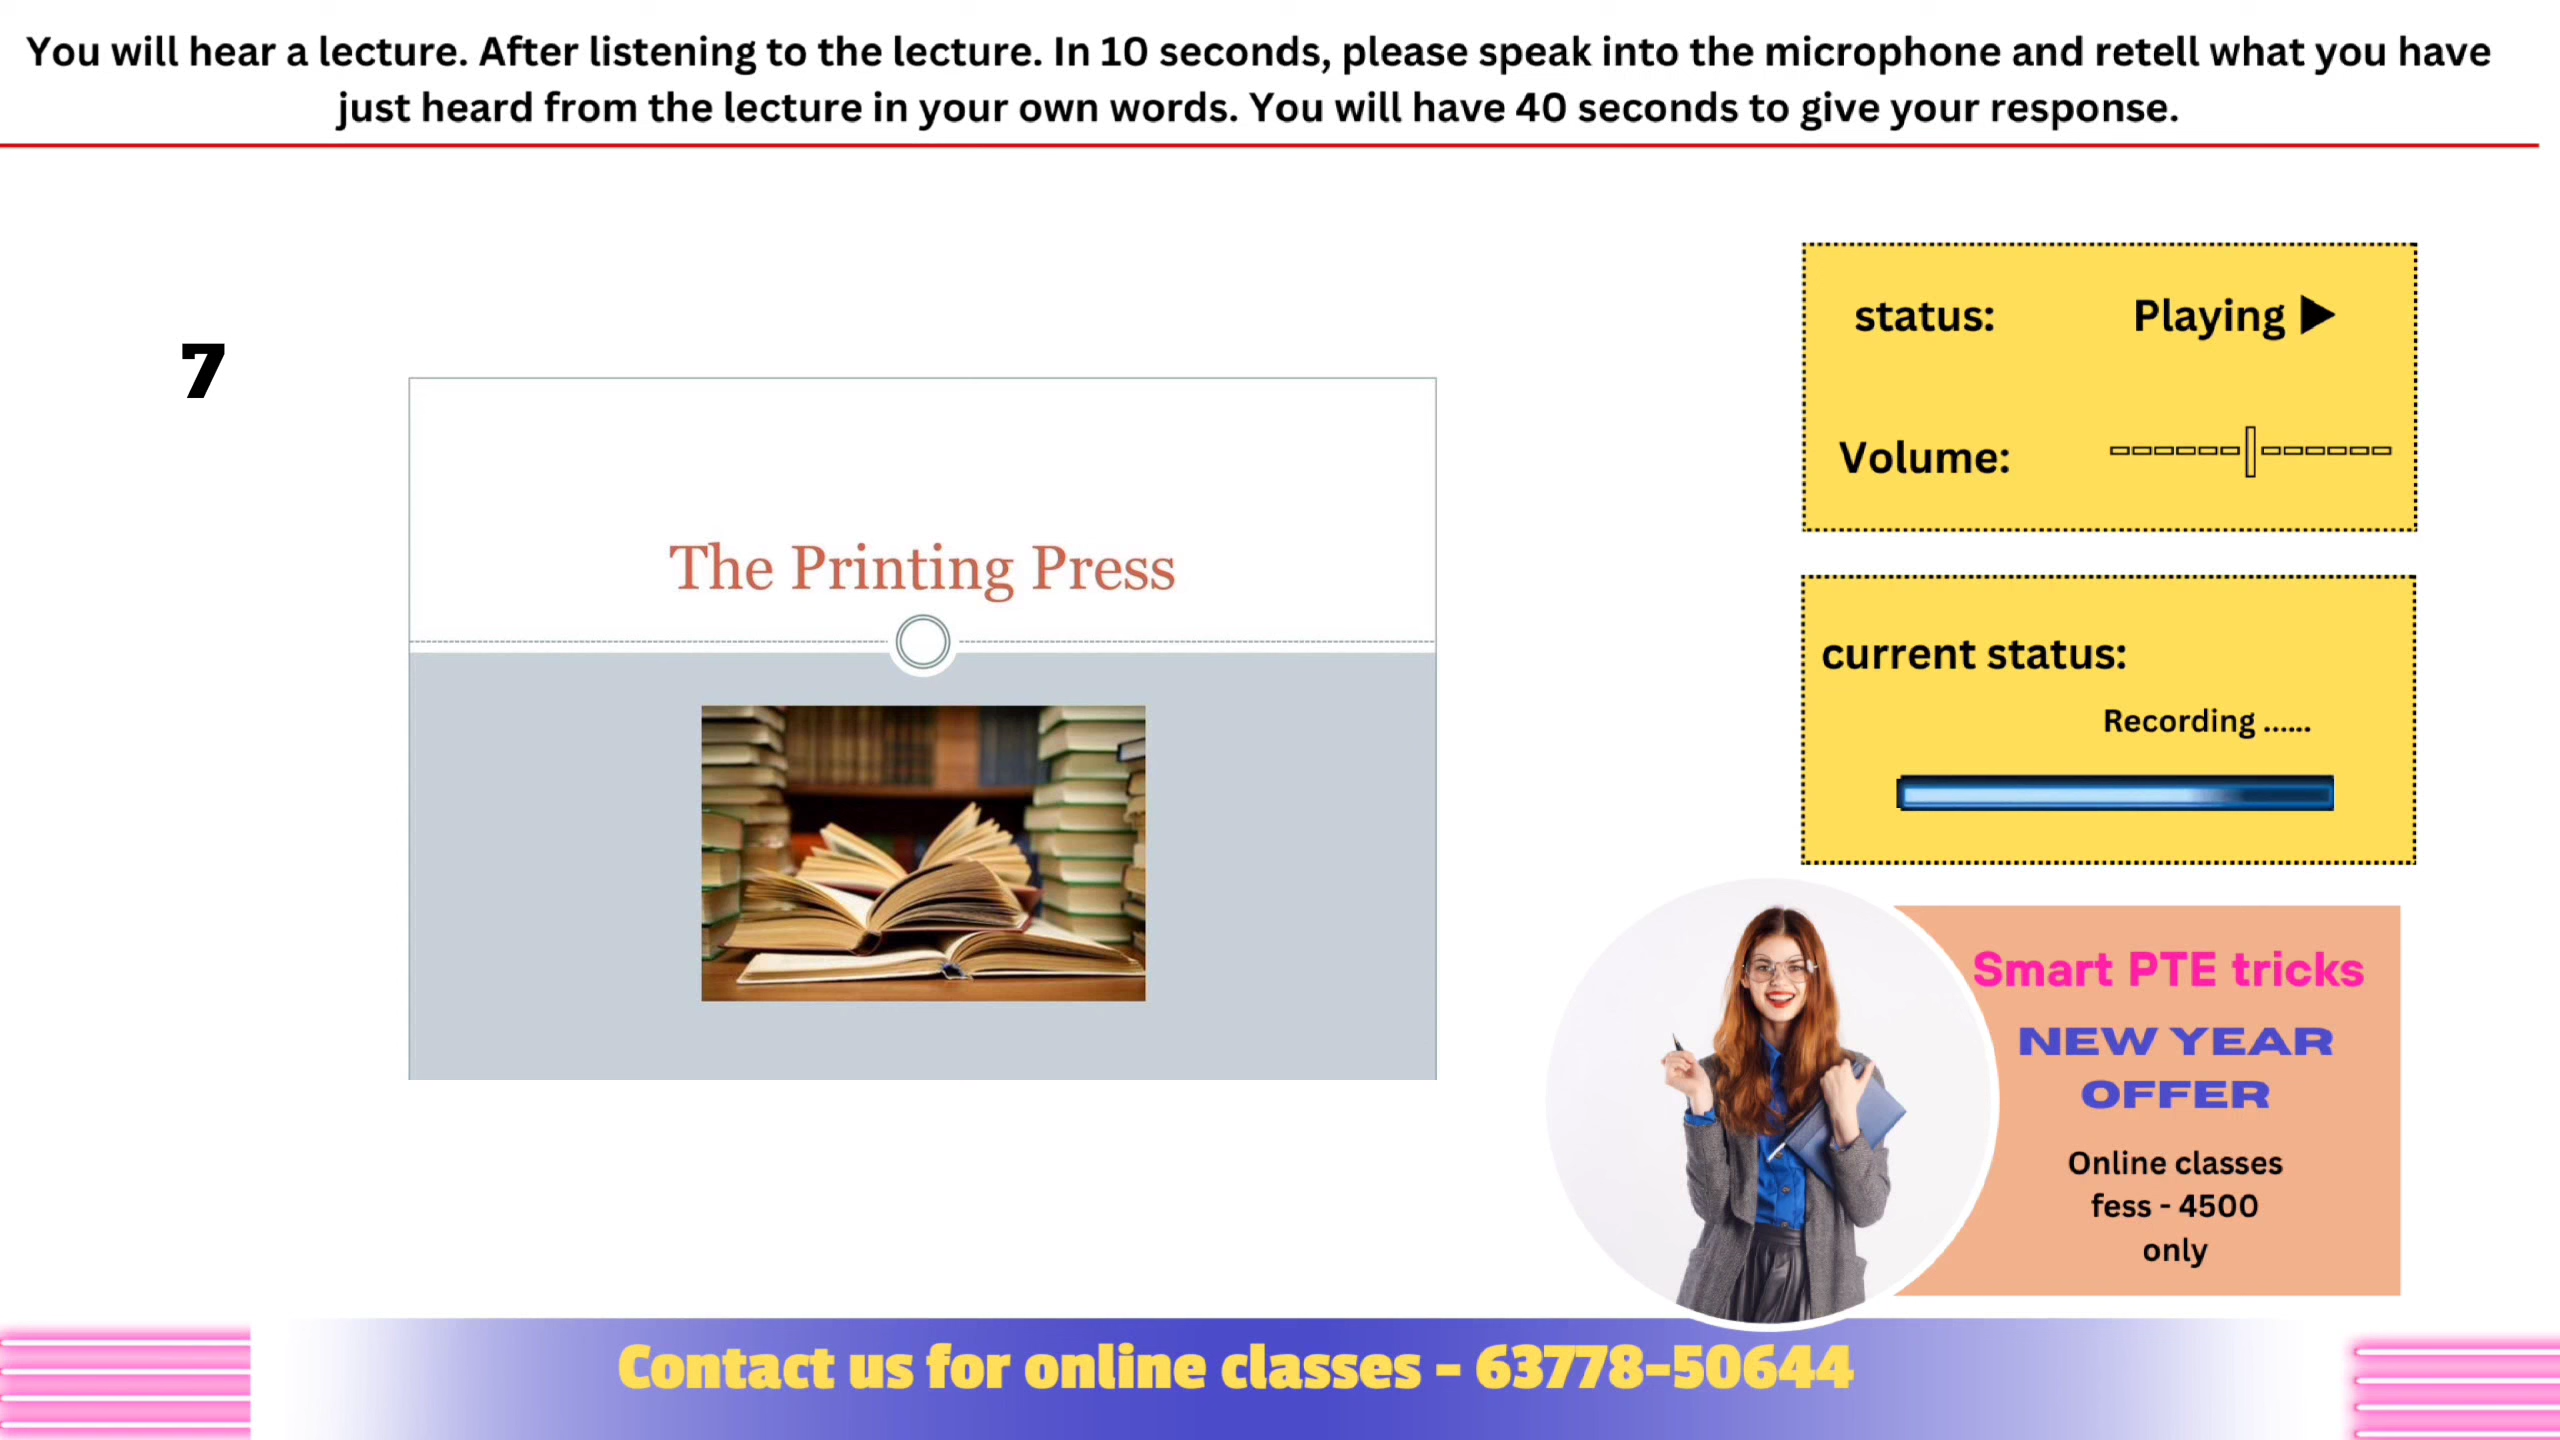 You will hear a lecture. After listening to the lecture. In 10 seconds, please speak into the microphone and retell what you have
just heard from the lecture in your own words. You will have 40 seconds to give your response.
7
The Printing Press
status: Playing
Volume:
current status:
Recording ......
Smart PTE tricks
NEW YEAR
OFFER
Online classes
fess - 4500
only
Contact us for online classes - 63778-50644